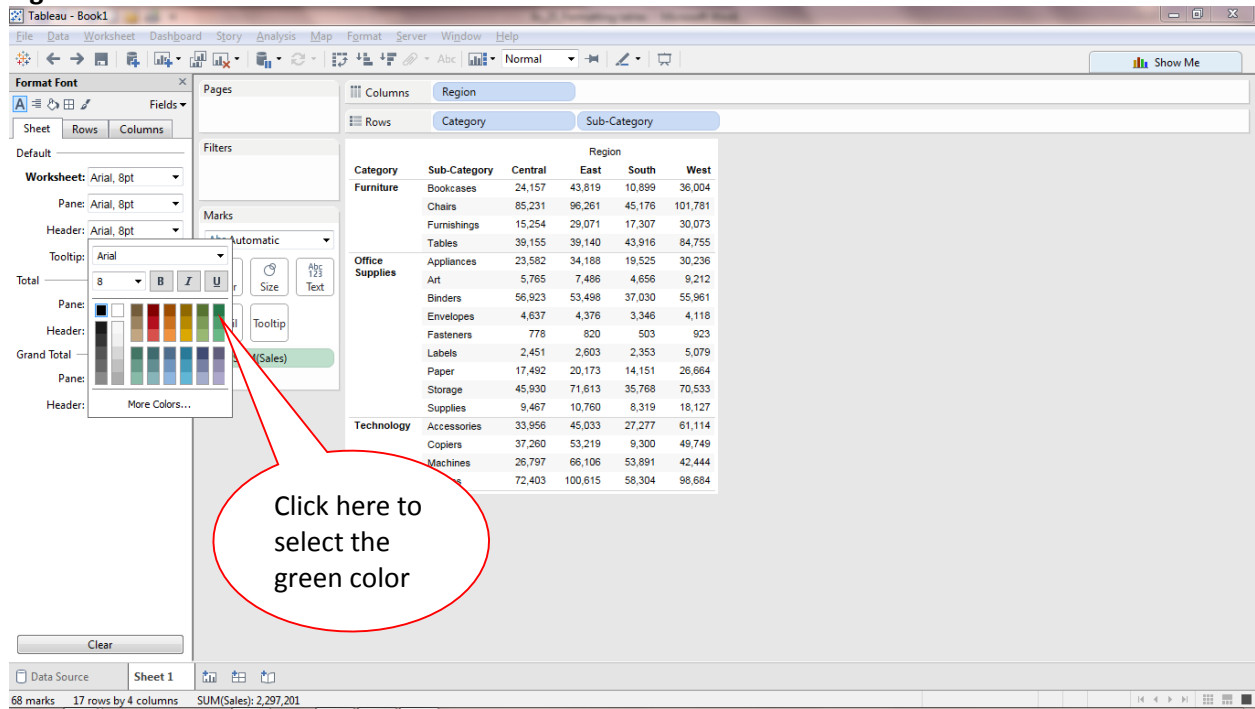 Tableau - Book1
File Data Worksheet Dashboard Story Analysis Map Format Server Window Help
Abc Normal Show Me
Format Font
Fields
Sheet Rows Columns
Default
Worksheet: Arial, 8pt
Pane: Arial, 8pt
Header: Arial, 8pt
Tooltip: Arial
8 B I U
Total
Pane:
Header:
Grand Total
Pane:
Header:
More Colors...
Clear
Pages
Filters
Marks
Automatic
Size
Abc
123
Text
Tooltip
(Sales)
Columns Region
Rows Category Sub-Category
Region
Category Sub-Category Central East South West
Furniture Bookcases 24,157 43,819 10,899 36,004
Chairs 85,231 96,261 45,176 101,781
Furnishings 15,254 29,071 17,307 30,073
Tables 39,155 39,140 43,916 84,755
Office Supplies Appliances 23,582 34,188 19,525 30,236
Art 5,765 7,486 4,656 9,212
Binders 56,923 53,498 37,030 55,961
Envelopes 4,637 4,376 3,346 4,118
Fasteners 778 820 503 923
Labels 2,451 2,603 2,353 5,079
Paper 17,492 20,173 14,151 26,664
Storage 45,930 71,613 35,768 70,533
Supplies 9,467 10,760 8,319 18,127
Technology Accessories 33,956 45,033 27,277 61,114
Copiers 37,260 53,219 9,300 49,749
Machines 26,797 66,106 53,891 42,444
72,403 100,615 58,304 98,684
Click here to
select the
green color
Data Source Sheet 1
68 marks 17 rows by 4 columns SUM(Sales): 2,297,201